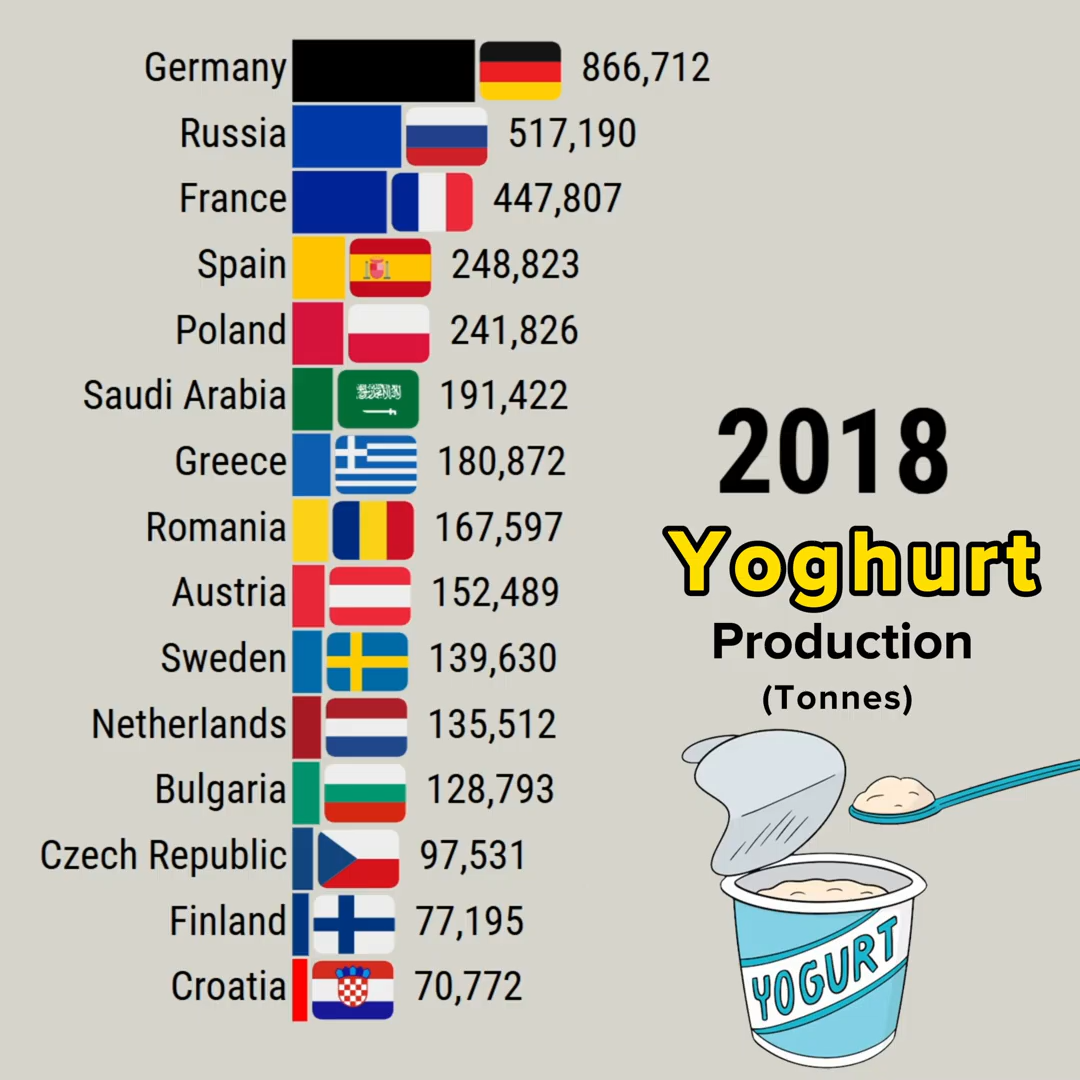 Germany 866,712
Russia 517,190
France 447,807
Spain 248,823
Poland 241,826
Saudi Arabia 191,422
Greece 180,872
Romania 167,597
Austria 152,489
Sweden 139,630
Netherlands 135,512
Bulgaria 128,793
Czech Republic 97,531
Finland 77,195
Croatia 70,772
2018
Yoghurt
Production
(Tonnes)
YOGURT